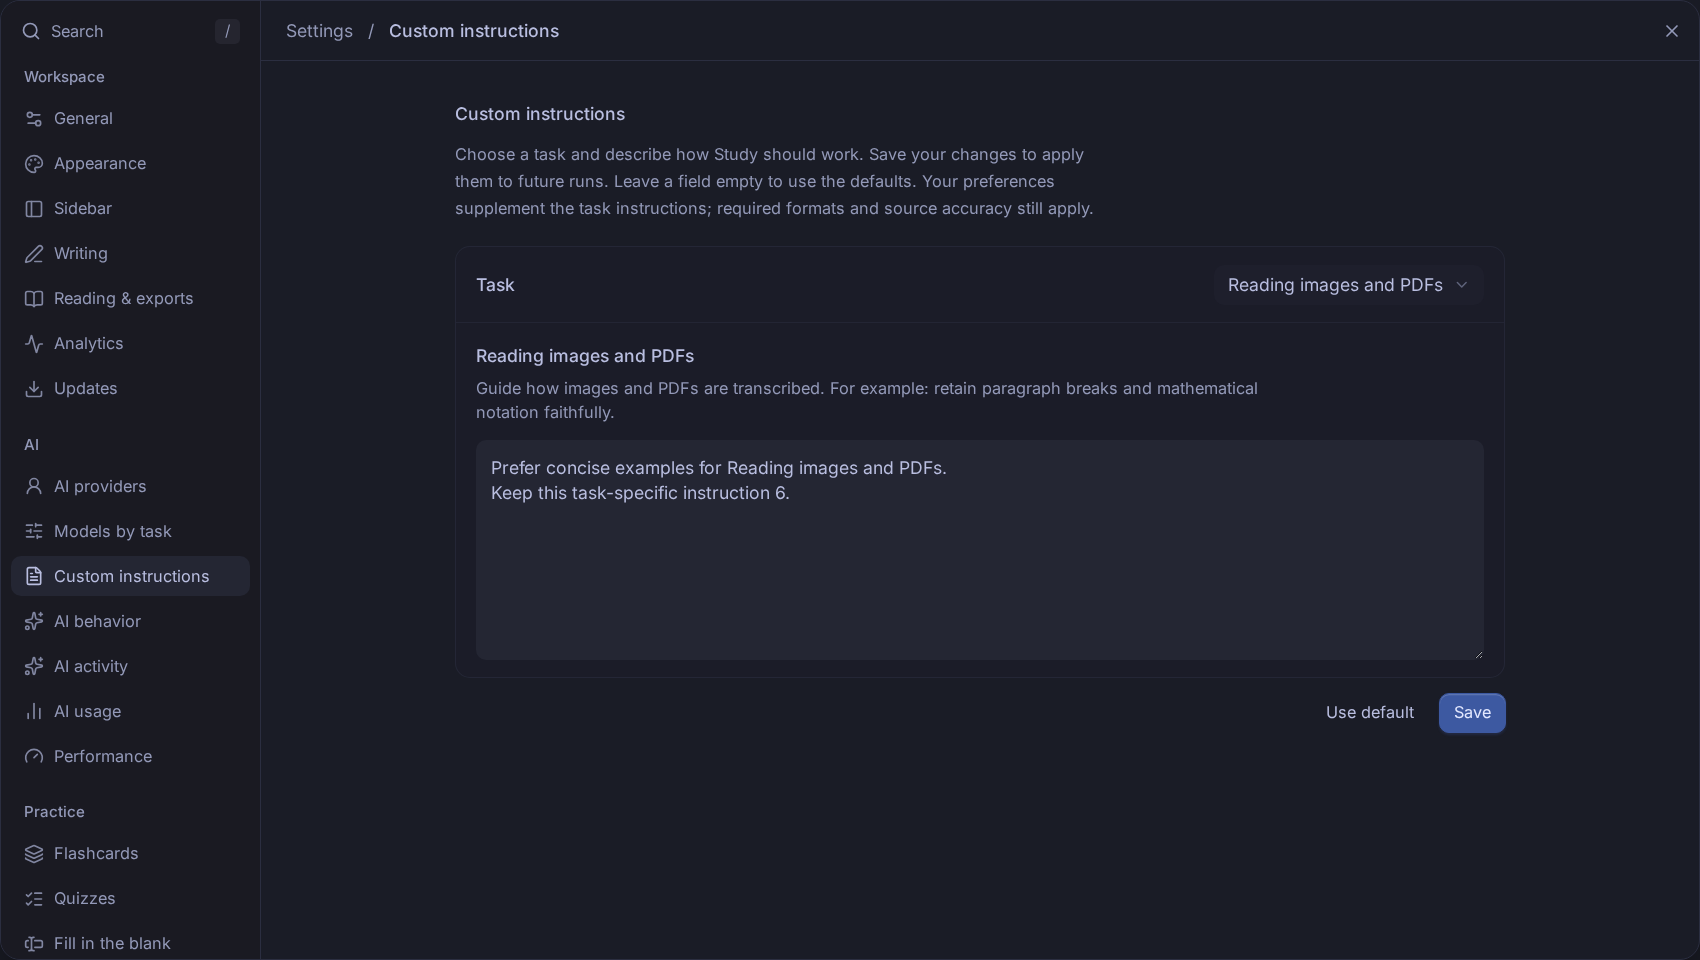 Search
/
Workspace
General
Appearance
Sidebar
Writing
Reading & exports
Analytics
Updates
AI
AI providers
Models by task
Custom instructions
AI behavior
AI activity
AI usage
Performance
Practice
Flashcards
Quizzes
Fill in the blank
Settings / Custom instructions
Custom instructions
Choose a task and describe how Study should work. Save your changes to apply
them to future runs. Leave a field empty to use the defaults. Your preferences
supplement the task instructions; required formats and source accuracy still apply.
Task
Reading images and PDFs
Reading images and PDFs
Guide how images and PDFs are transcribed. For example: retain paragraph breaks and mathematical
notation faithfully.
Prefer concise examples for Reading images and PDFs.
Keep this task-specific instruction 6.
Use default
Save